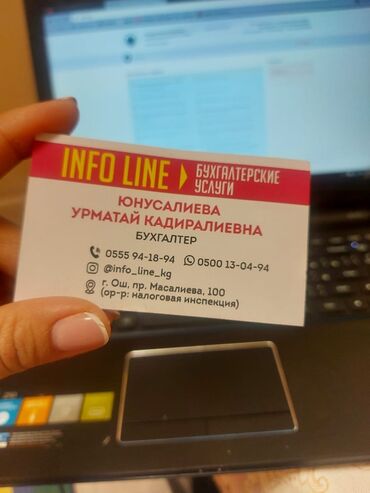 INFO LINE
БУХГАЛТЕРСКИЕ
УСЛУГИ
ЮНУСАЛИЕВА
УРМАТАЙ КАДИРАЛИЕВНА
БУХГАЛТЕР
0555 94-18-94 0500 13-04-94
@info_line_kg
г. Ош, пр. Масалиева, 100
(ор-р: налоговая инспекция)